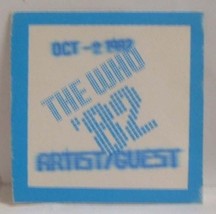 OCT -2 1982
THE WHO
'82
ARTIST/GUEST